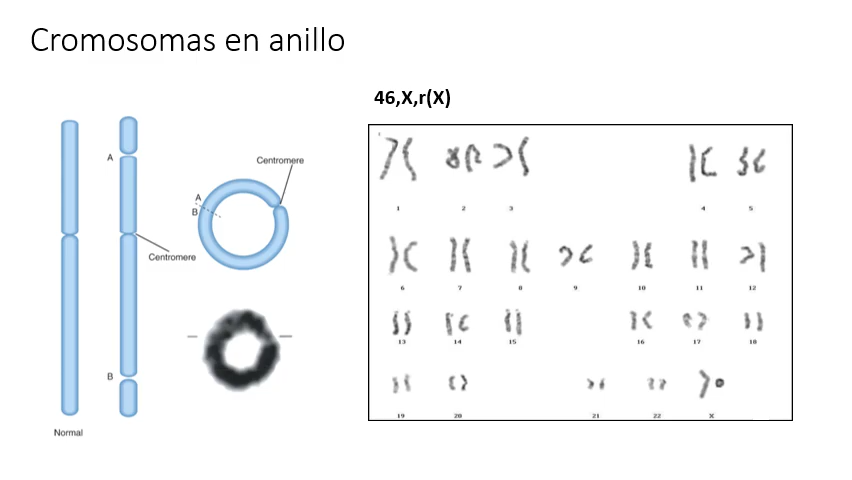 Cromosomas en anillo
46,X,r(X)
A
Centromere
B
Normal
Centromere
A
B
1 2 3 4 5
6 7 8 9 10 11 12
13 14 15 16 17 18
19 20 21 22 X